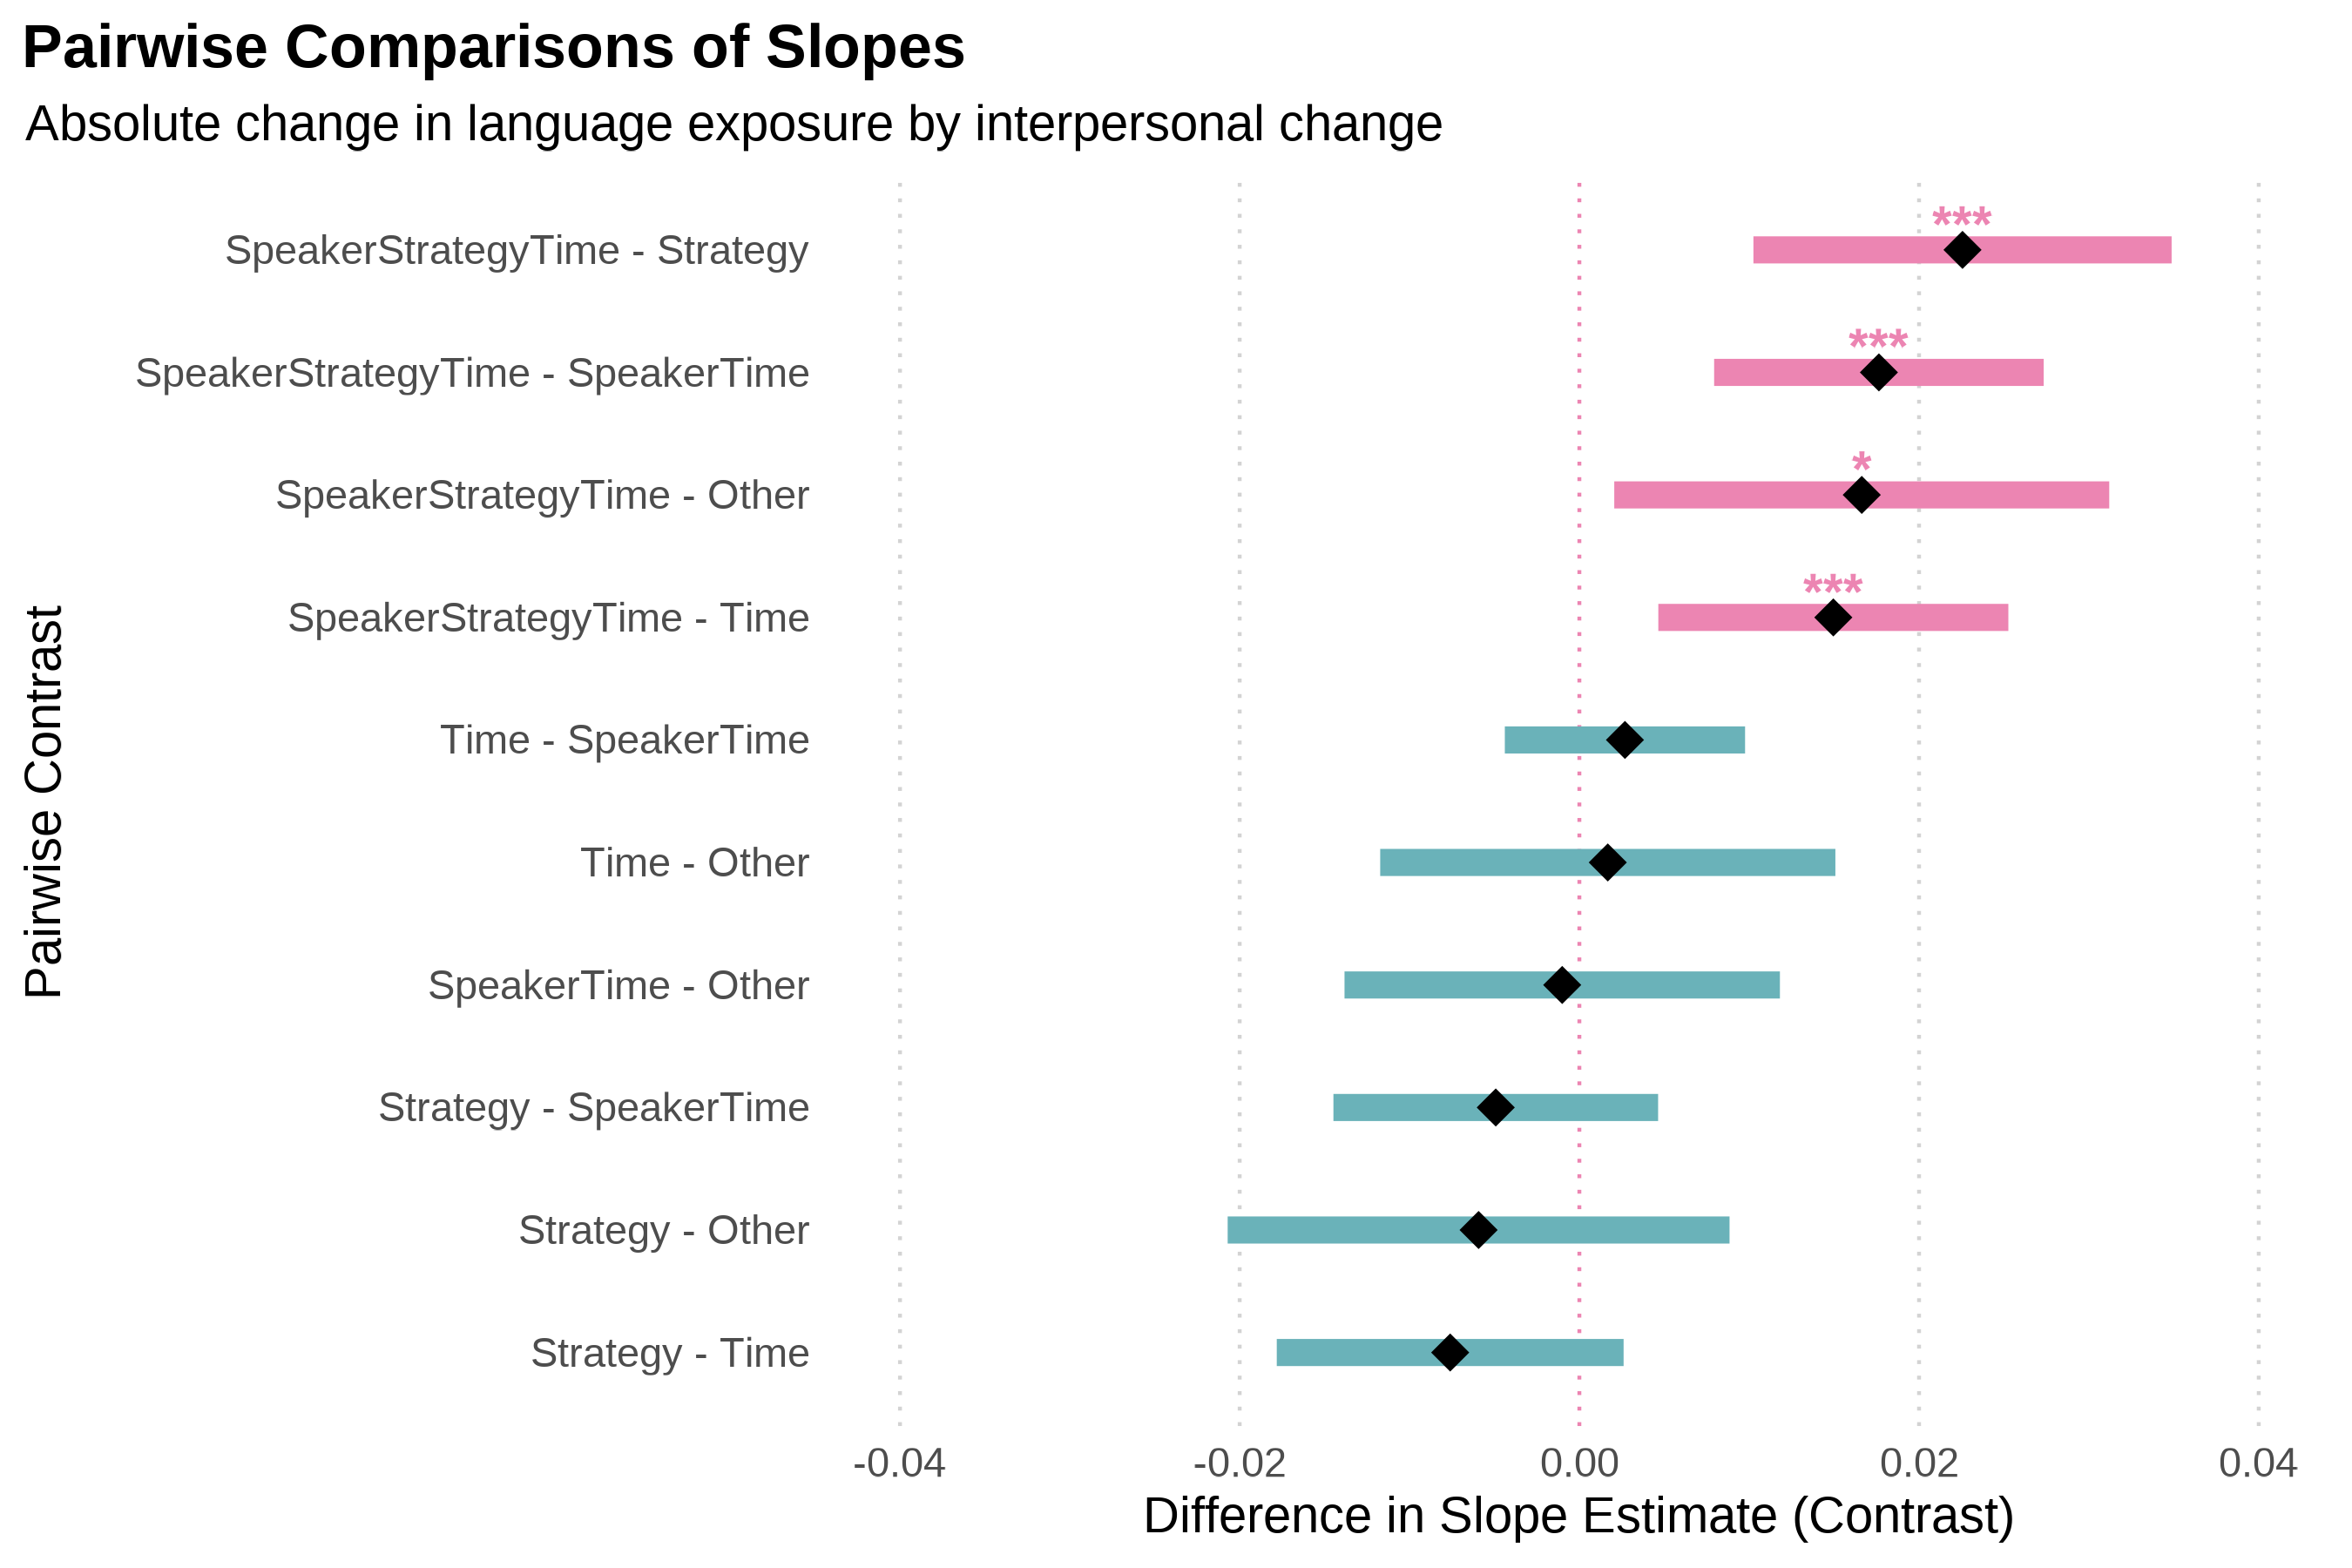 Pairwise Comparisons of Slopes
Absolute change in language exposure by interpersonal change
Pairwise Contrast
SpeakerStrategyTime - Strategy
***
SpeakerStrategyTime - SpeakerTime
***
SpeakerStrategyTime - Other
*
SpeakerStrategyTime - Time
***
Time - SpeakerTime
Time - Other
SpeakerTime - Other
Strategy - SpeakerTime
Strategy - Other
Strategy - Time
-0.04 -0.02 0.00 0.02 0.04
Difference in Slope Estimate (Contrast)